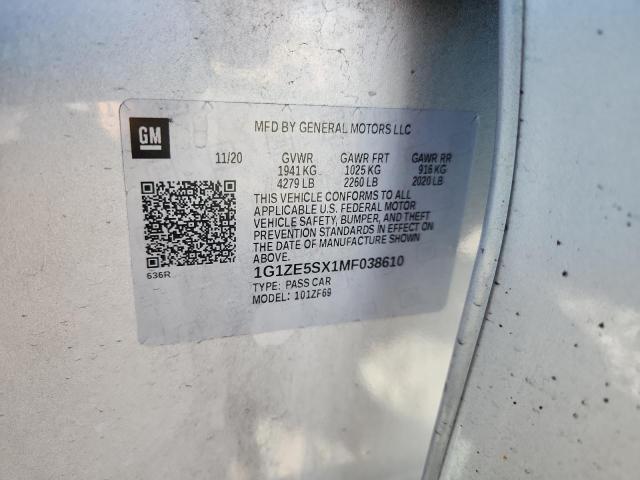 GM
MFD BY GENERAL MOTORS LLC
11/20 GVWR GAWR FRT GAWR RR
1941 KG 1025 KG 916 KG
4279 LB 2260 LB 2020 LB
THIS VEHICLE CONFORMS TO ALL
APPLICABLE U.S. FEDERAL MOTOR
VEHICLE SAFETY, BUMPER, AND THEFT
PREVENTION STANDARDS IN EFFECT ON
THE DATE OF MANUFACTURE SHOWN
ABOVE.
636R
1G1ZE5SX1MF038610
TYPE: PASS CAR
MODEL: 101ZF69